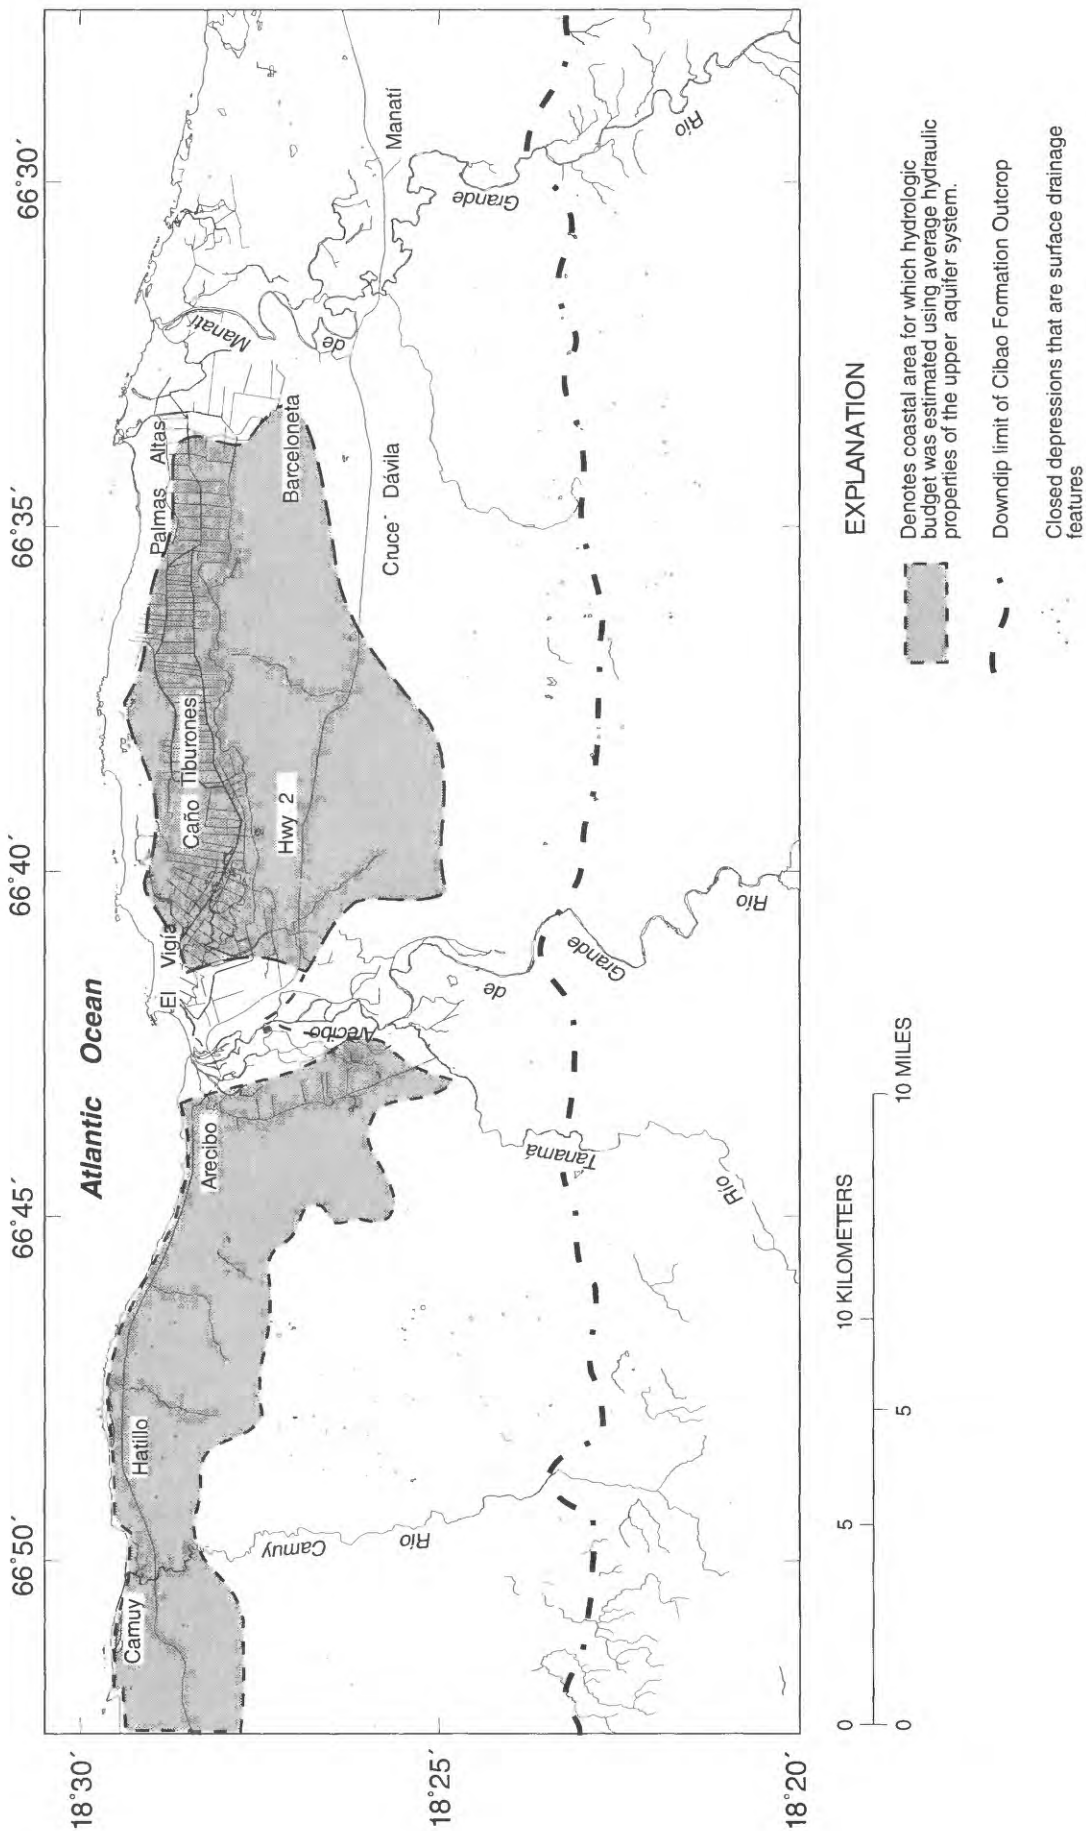 66°50´
66°45´
66°40´
66°35´
66°30´
18°30´
18°25´
18°20´
Atlantic Ocean
Camuy
Hatillo
Arecibo
El Vigía
Caño Tiburones
Palmas Altas
Barceloneta
Hwy 2
Cruce Dávila
Manatí
Río Camuy
Río Tanamá
Río Grande de Arecibo
Río Grande de Manatí
0 5 10 KILOMETERS
0 5 10 MILES
EXPLANATION
Denotes coastal area for which hydrologic
budget was estimated using average hydraulic
properties of the upper aquifer system.
Downdip limit of Cibao Formation Outcrop
Closed depressions that are surface drainage
features